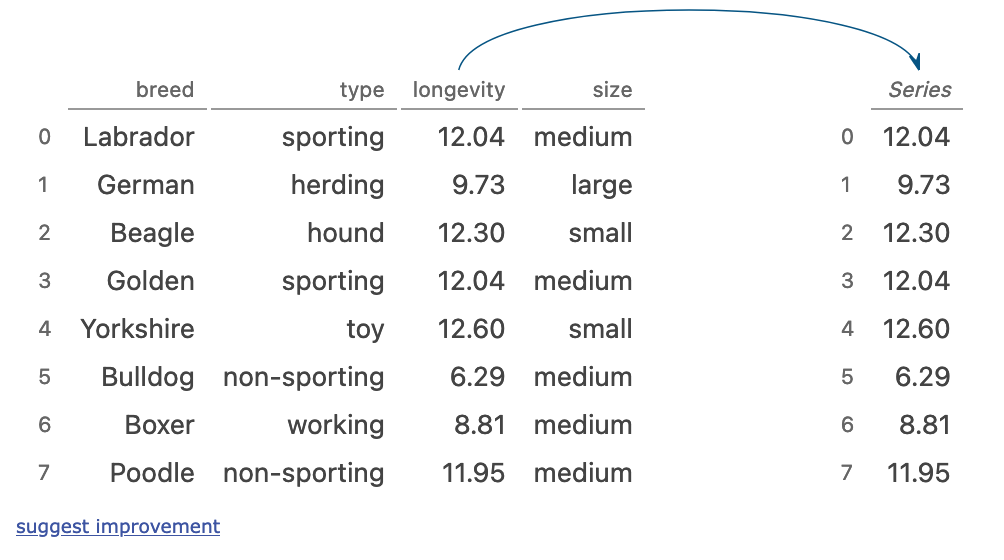 breed type longevity size Series
0 Labrador sporting 12.04 medium 0 12.04
1 German herding 9.73 large 1 9.73
2 Beagle hound 12.30 small 2 12.30
3 Golden sporting 12.04 medium 3 12.04
4 Yorkshire toy 12.60 small 4 12.60
5 Bulldog non-sporting 6.29 medium 5 6.29
6 Boxer working 8.81 medium 6 8.81
7 Poodle non-sporting 11.95 medium 7 11.95
suggest improvement